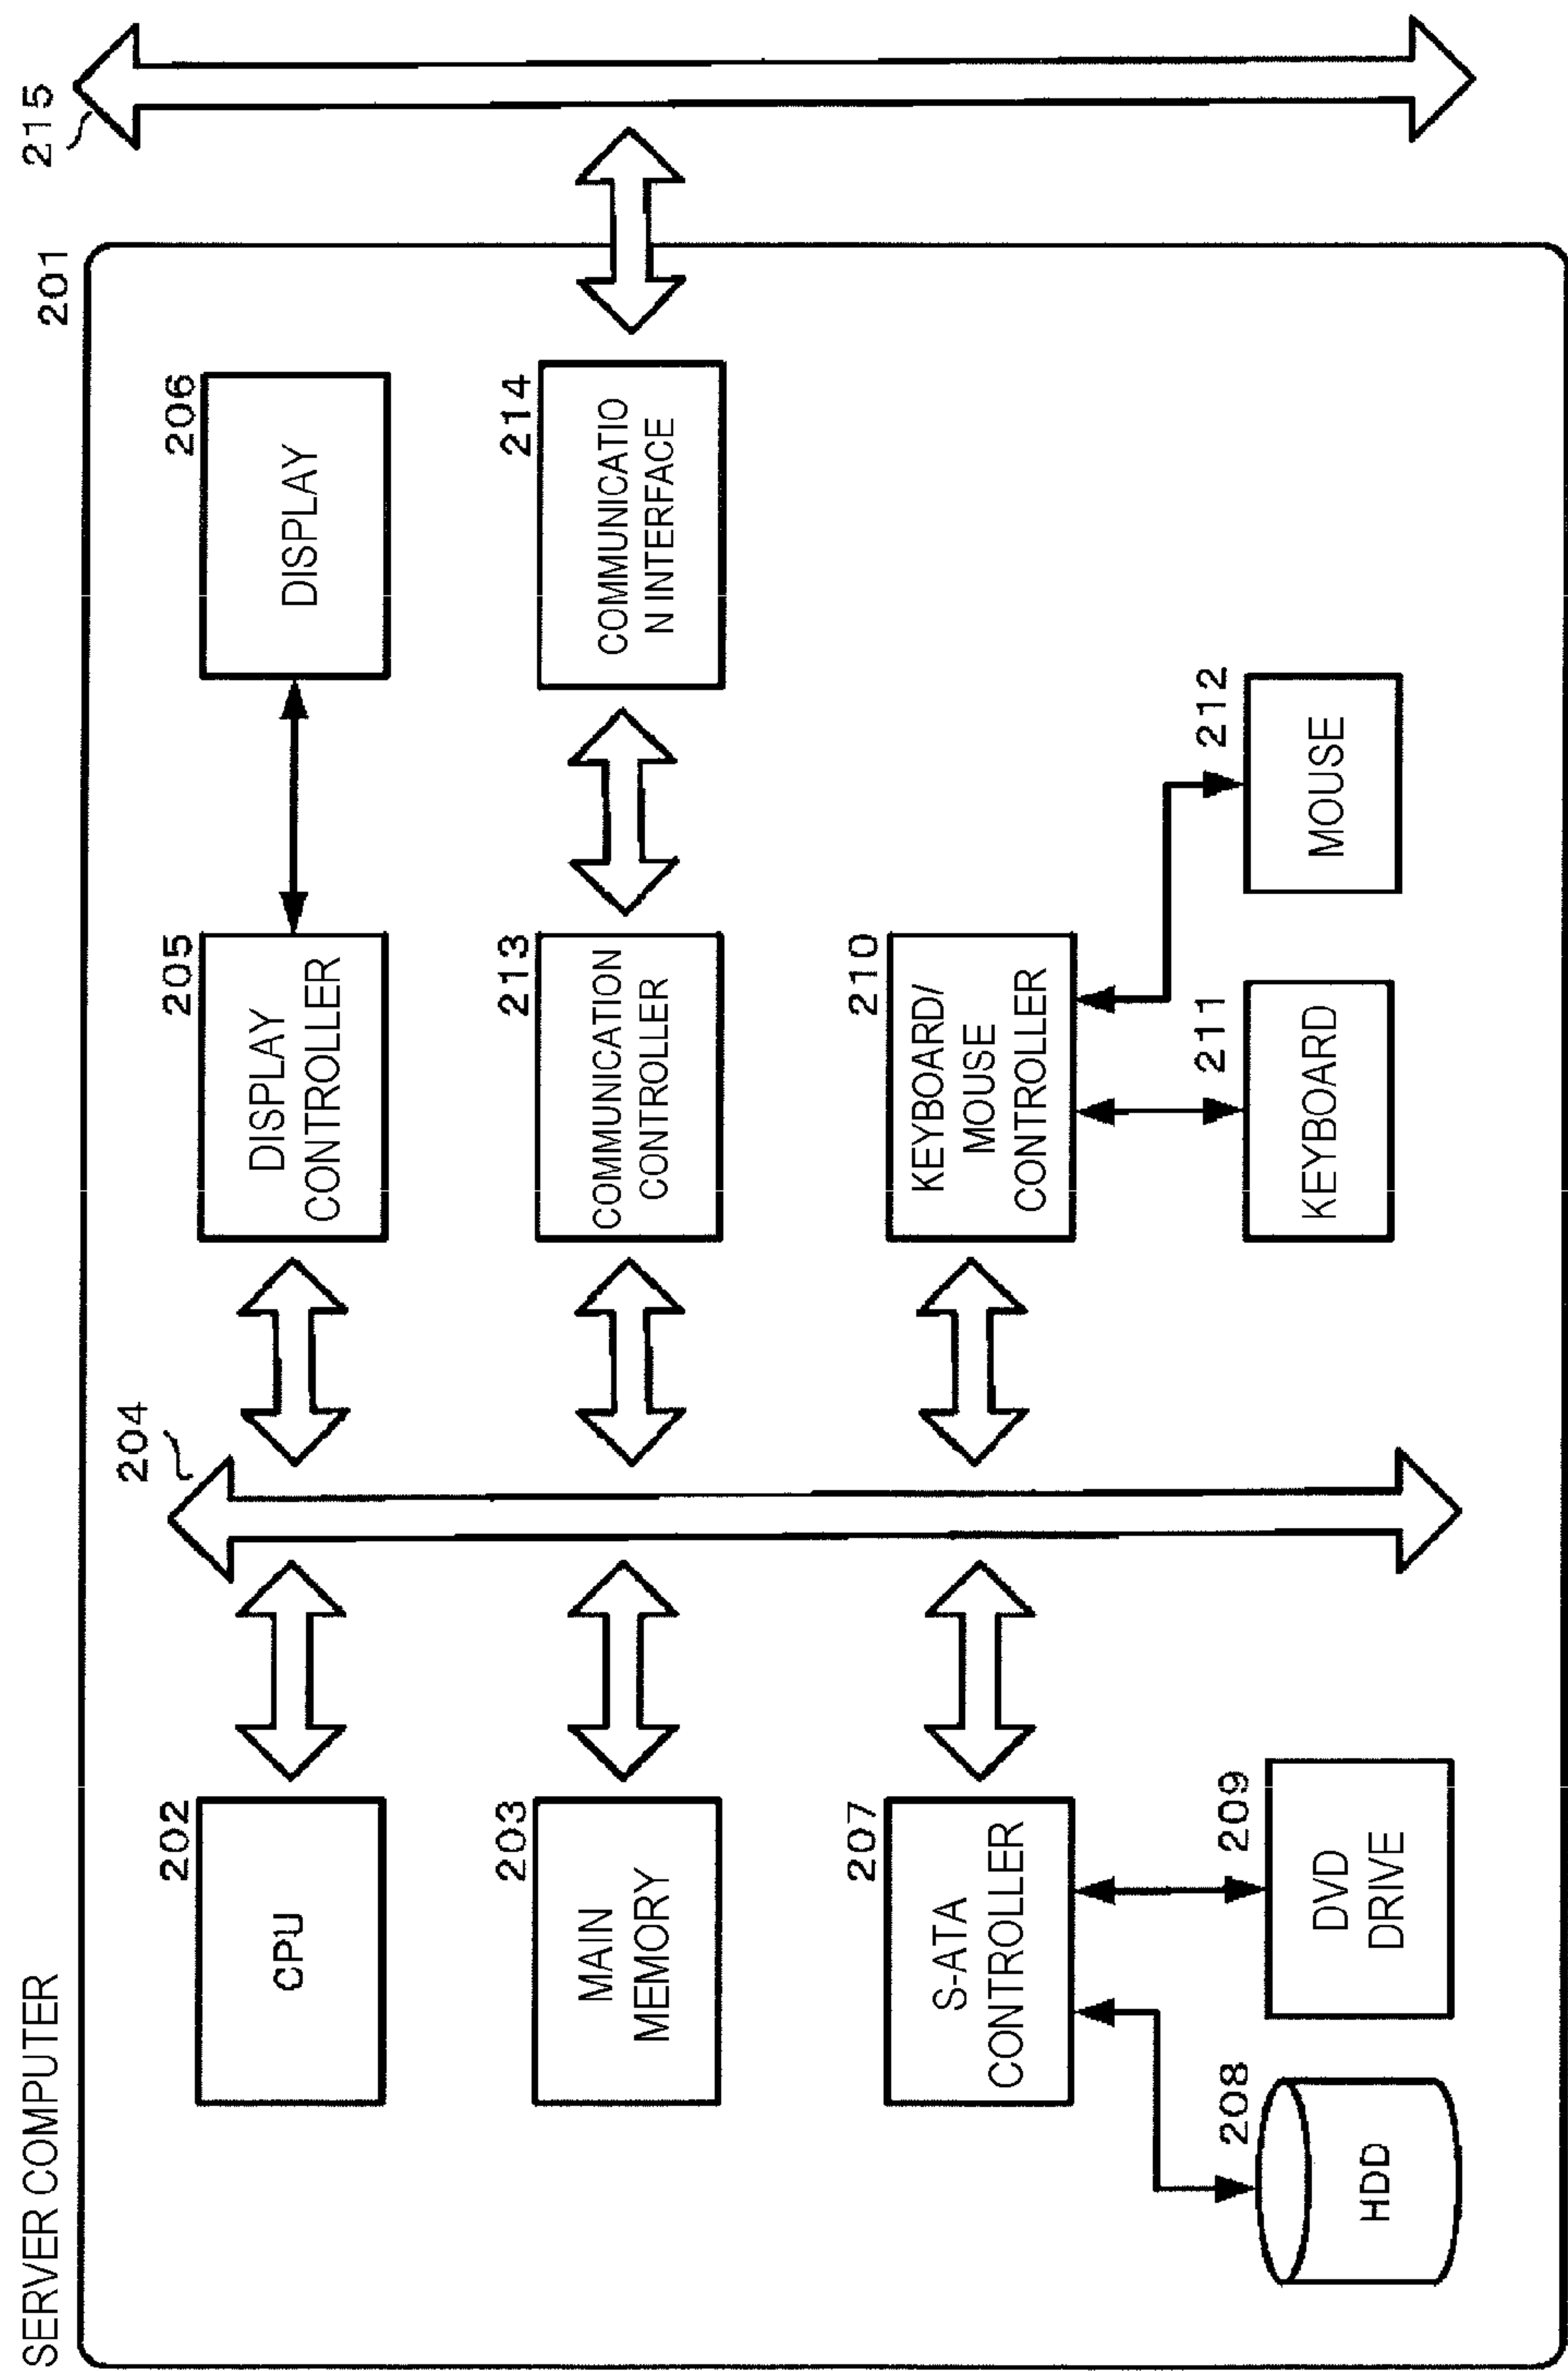 SERVER COMPUTER
201
215
202
CPU
204
205
DISPLAY
CONTROLLER
206
DISPLAY
203
MAIN
MEMORY
213
COMMUNICATION
CONTROLLER
214
COMMUNICATIO
N INTERFACE
207
S-ATA
CONTROLLER
210
KEYBOARD/
MOUSE
CONTROLLER
208
HDD
209
DVD
DRIVE
211
KEYBOARD
212
MOUSE